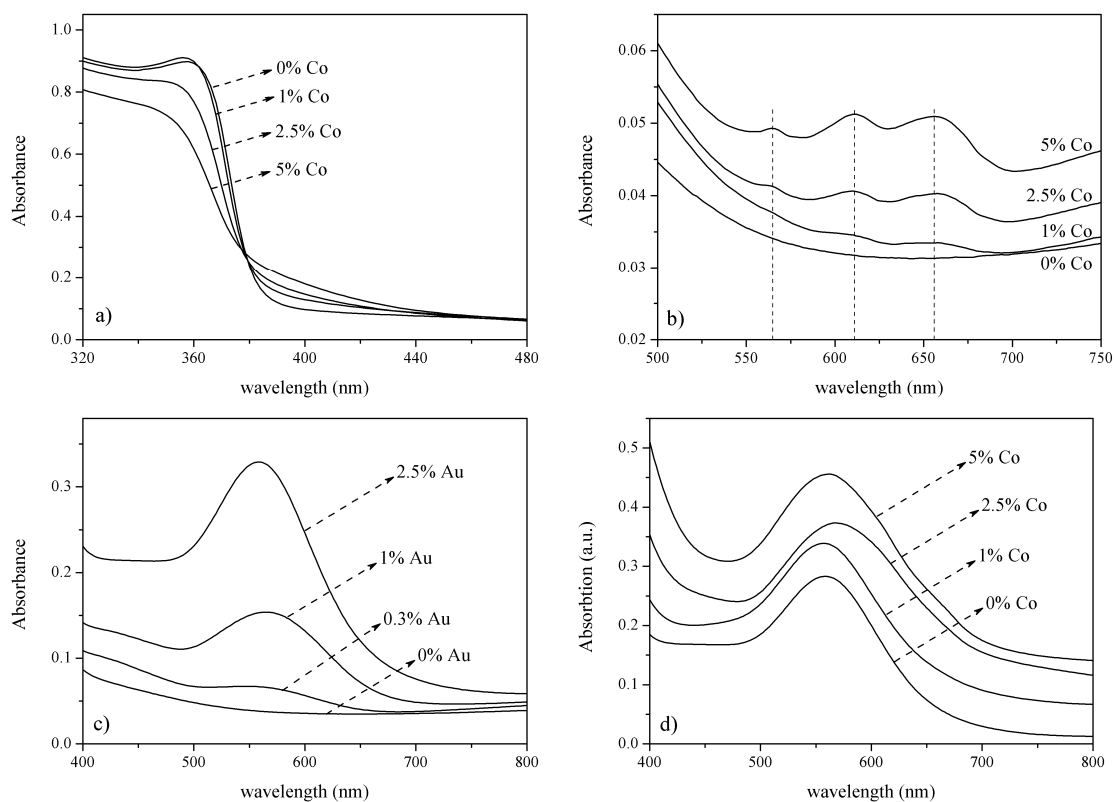 1.0
0.8
0.6
0.4
0.2
0.0
Absorbance
0% Co
1% Co
2.5% Co
5% Co
a)
320
360
400
440
480
wavelength (nm)
0.06
0.05
0.04
0.03
0.02
Absorbance
5% Co
2.5% Co
1% Co
0% Co
b)
500
550
600
650
700
750
wavelength (nm)
0.3
0.2
0.1
0.0
Absorbance
2.5% Au
1% Au
0.3% Au
0% Au
c)
400
500
600
700
800
wavelength (nm)
0.5
0.4
0.3
0.2
0.1
0.0
Absorbtion (a.u.)
5% Co
2.5% Co
1% Co
0% Co
d)
400
500
600
700
800
wavelength (nm)